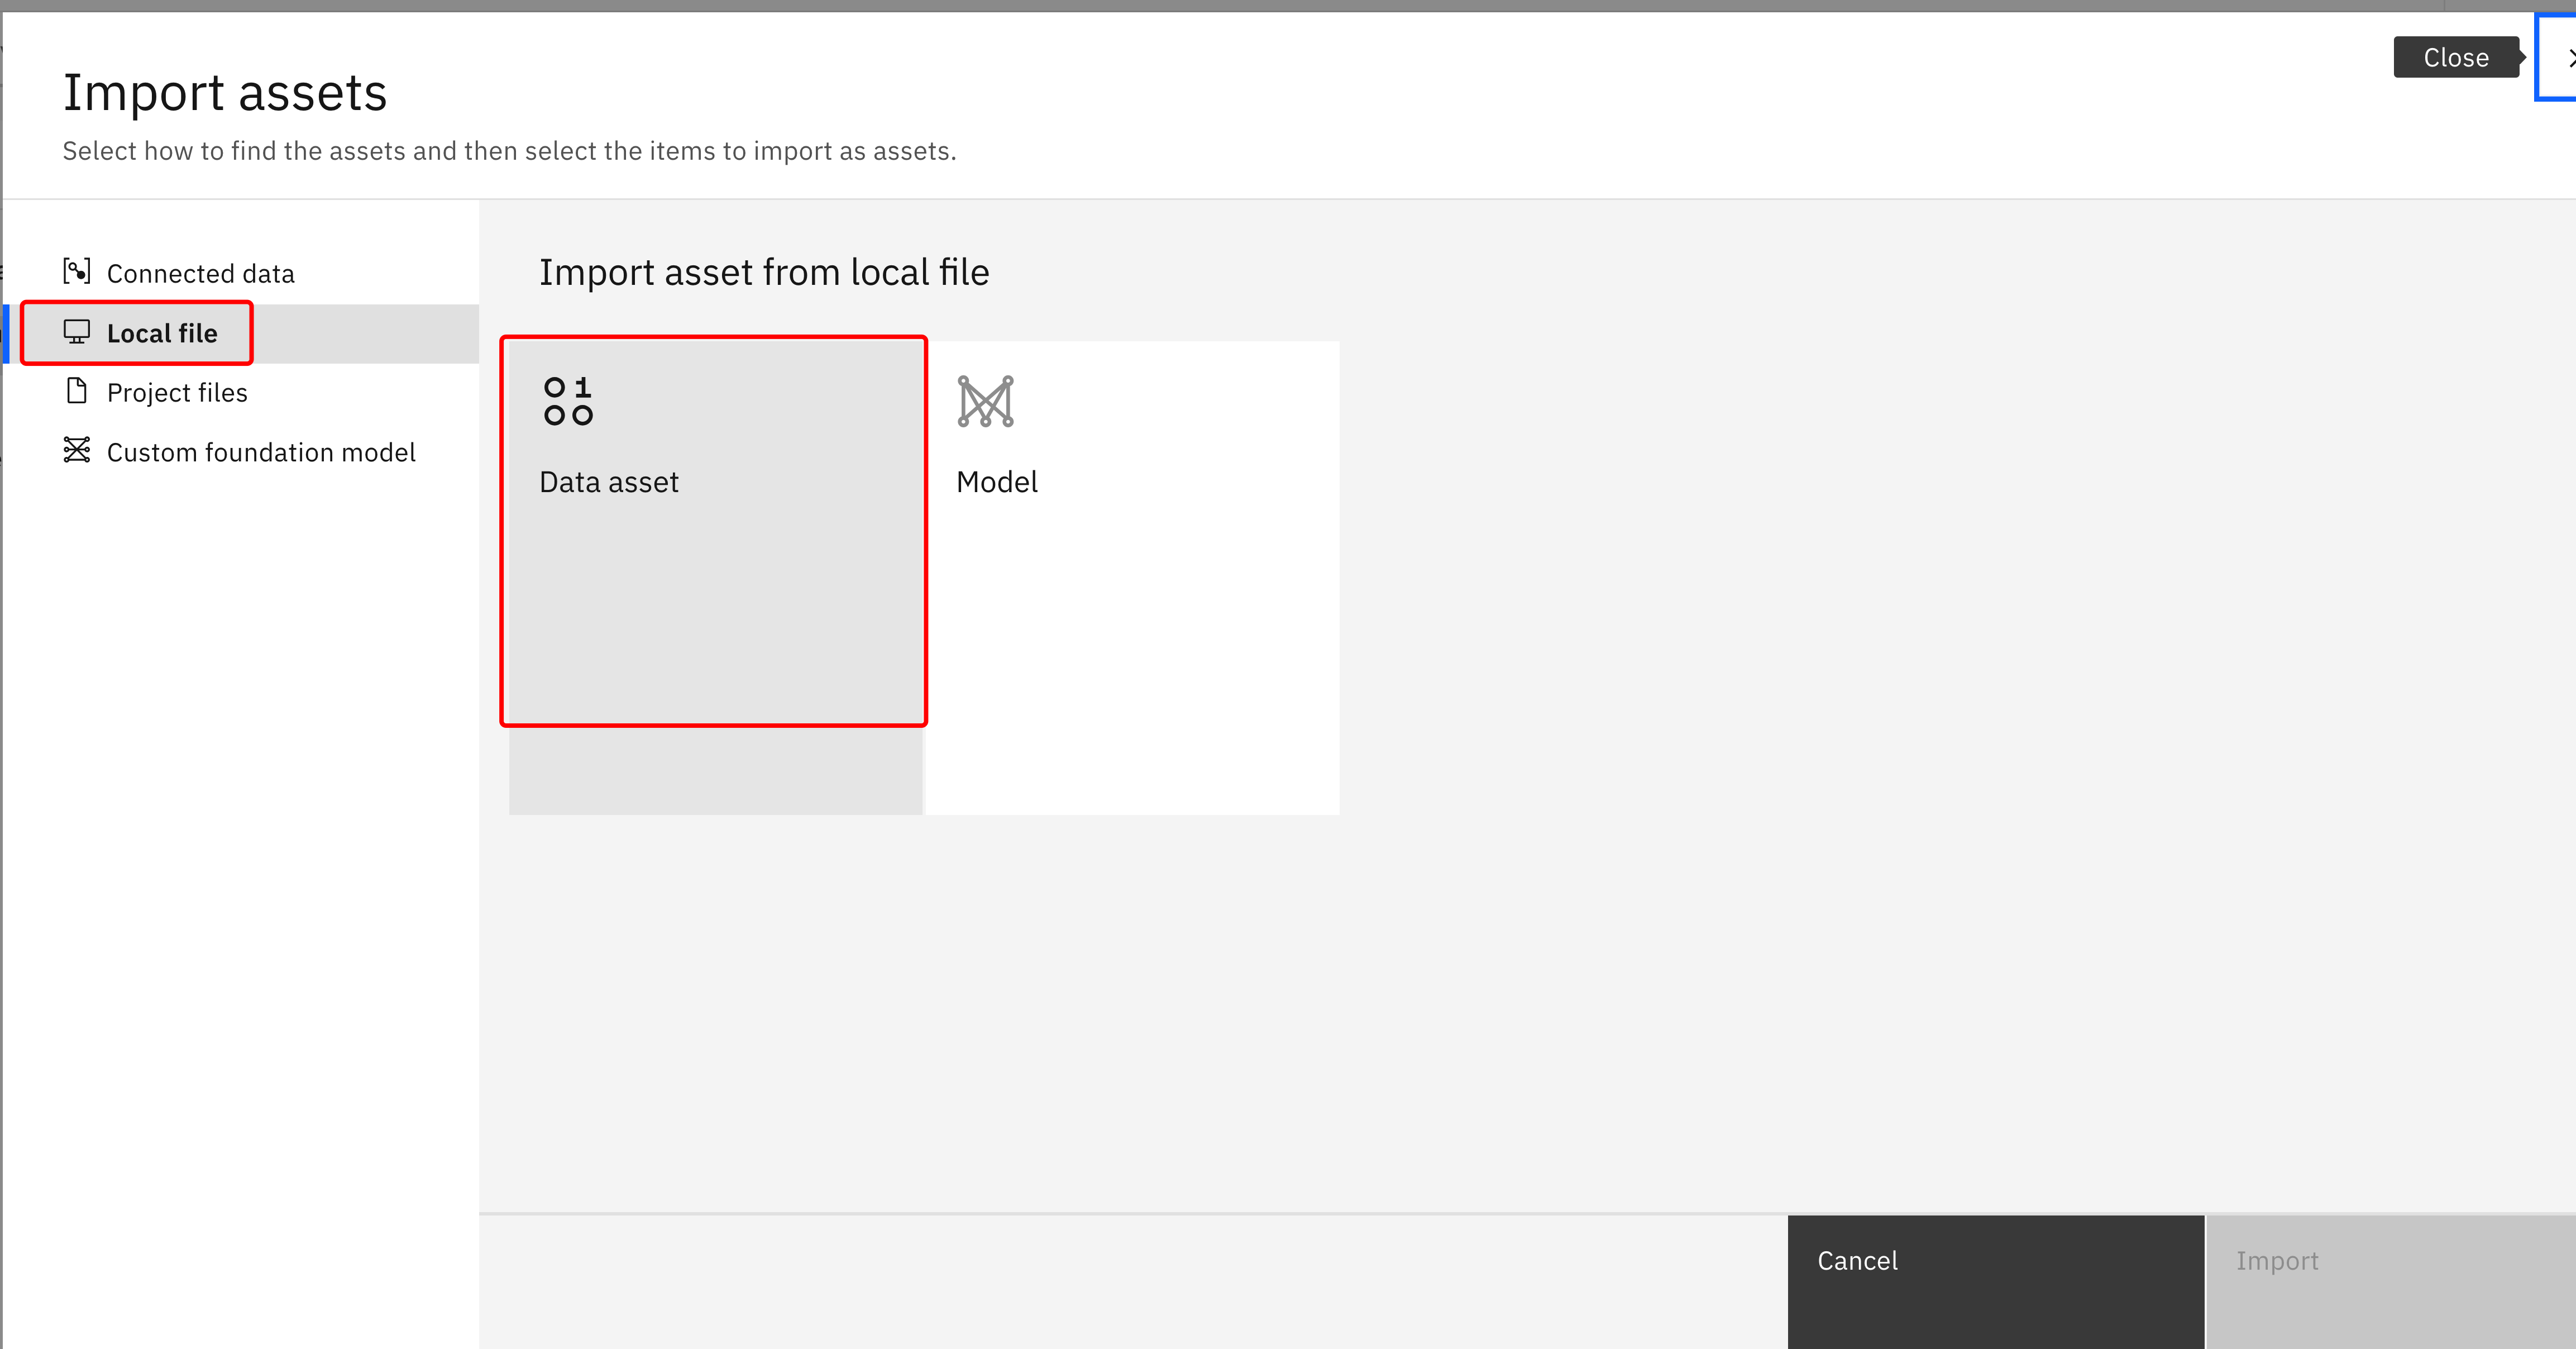 Close
Import assets
Select how to find the assets and then select the items to import as assets.
Connected data
Local file
Project files
Custom foundation model
Import asset from local file
Data asset
Model
Cancel
Import